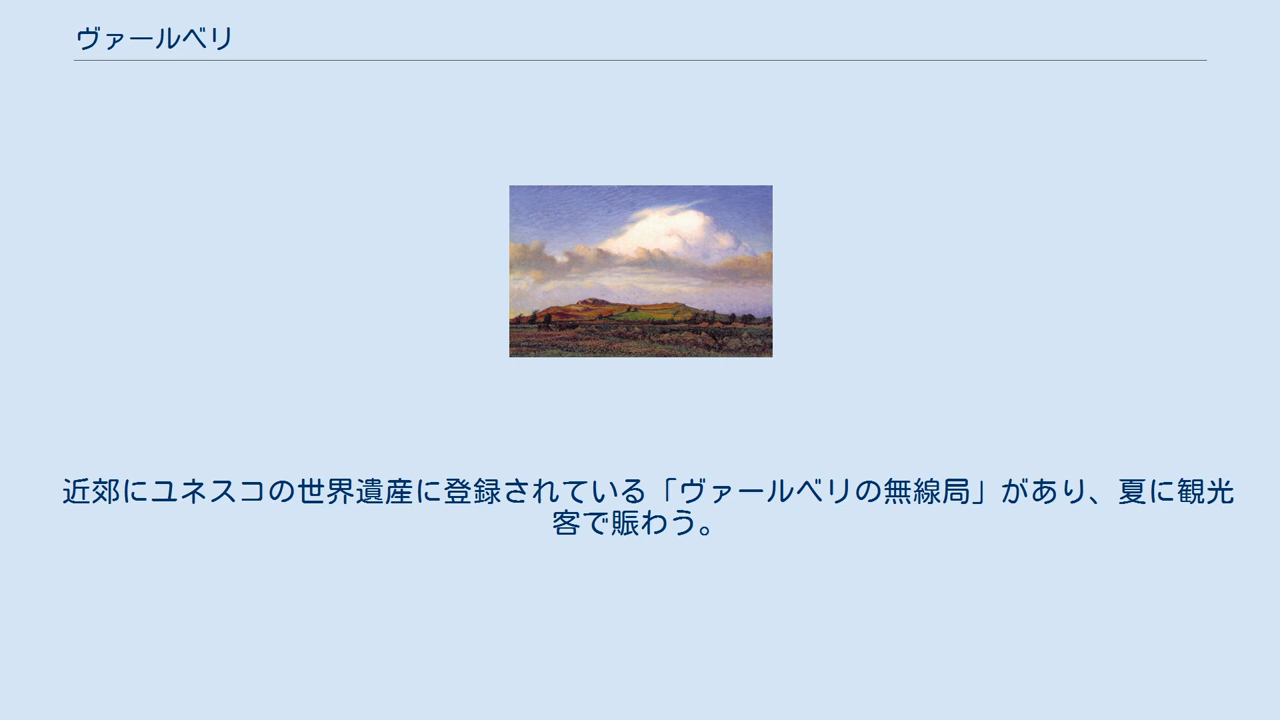 ヴァールベリ
近郊にユネスコの世界遺産に登録されている「ヴァールベリの無線局」があり、夏に観光
客で賑わう。